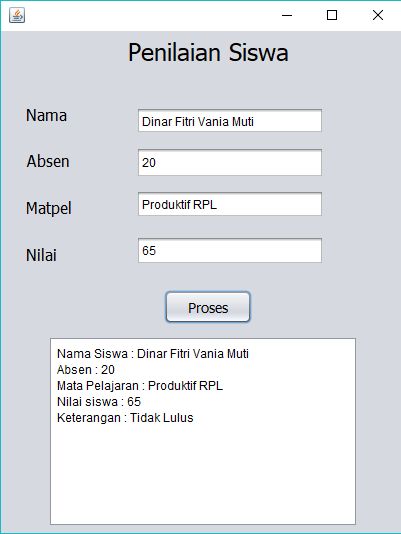 Penilaian Siswa
Nama
Dinar Fitri Vania Muti
Absen
20
Matpel
Produktif RPL
Nilai
65
Proses
Nama Siswa : Dinar Fitri Vania Muti
Absen : 20
Mata Pelajaran : Produktif RPL
Nilai siswa : 65
Keterangan : Tidak Lulus